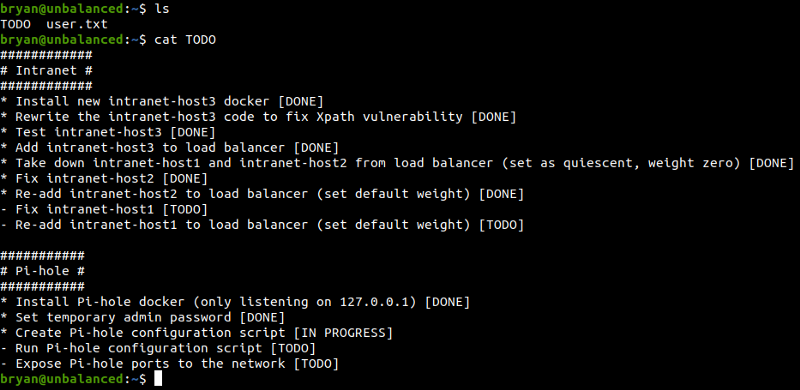 bryan@unbalanced:~$ ls
TODO  user.txt
bryan@unbalanced:~$ cat TODO
############
# Intranet #
############
* Install new intranet-host3 docker [DONE]
* Rewrite the intranet-host3 code to fix Xpath vulnerability [DONE]
* Test intranet-host3 [DONE]
* Add intranet-host3 to load balancer [DONE]
* Take down intranet-host1 and intranet-host2 from load balancer (set as quiescent, weight zero) [DONE]
* Fix intranet-host2 [DONE]
* Re-add intranet-host2 to load balancer (set default weight) [DONE]
- Fix intranet-host1 [TODO]
- Re-add intranet-host1 to load balancer (set default weight) [TODO]
###########
# Pi-hole #
###########
* Install Pi-hole docker (only listening on 127.0.0.1) [DONE]
* Set temporary admin password [DONE]
* Create Pi-hole configuration script [IN PROGRESS]
- Run Pi-hole configuration script [TODO]
- Expose Pi-hole ports to the network [TODO]
bryan@unbalanced:~$